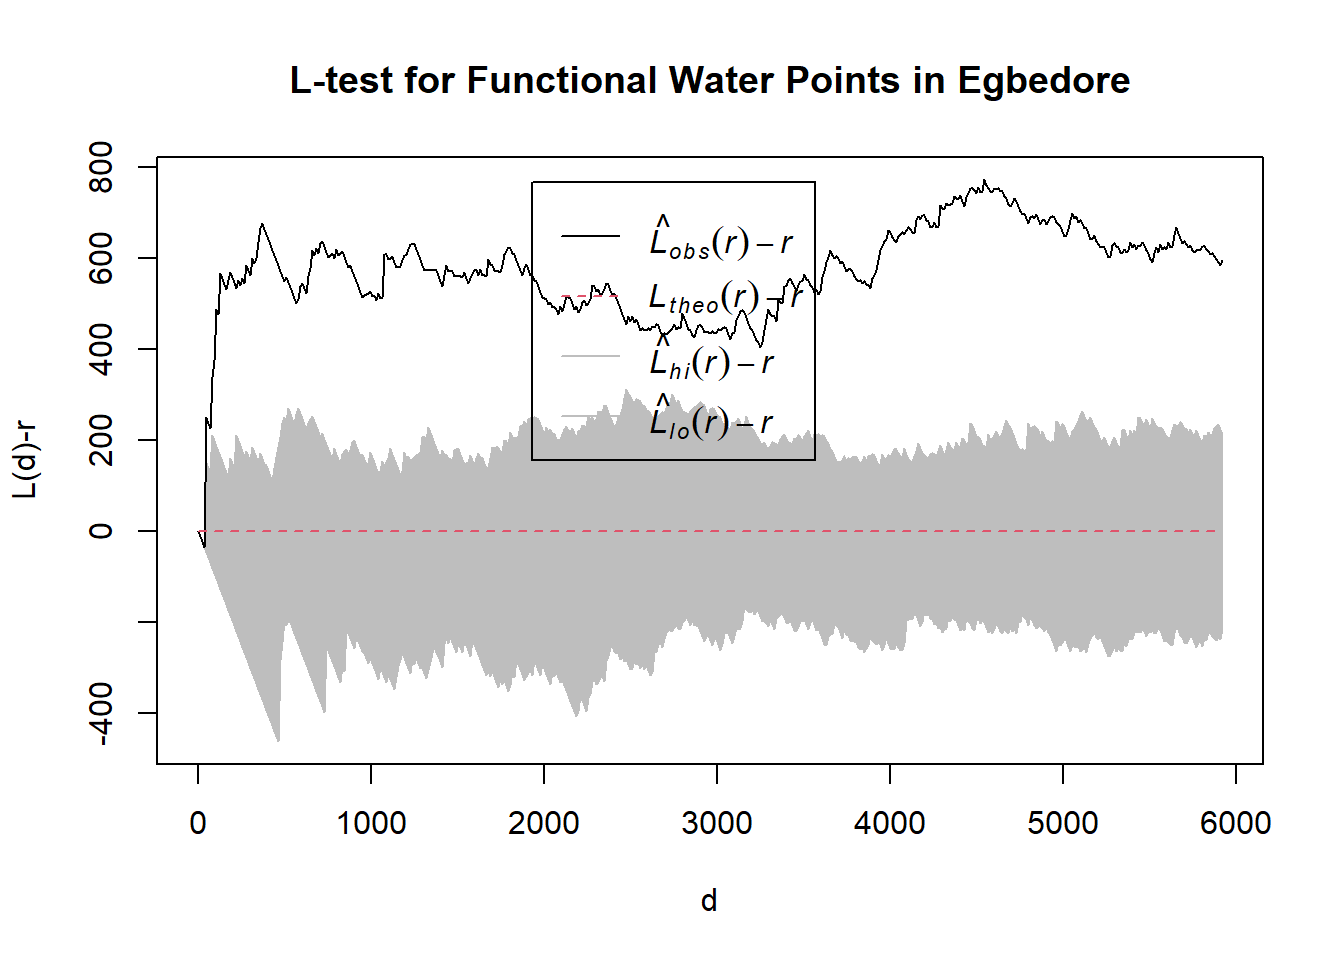 L-test for Functional Water Points in Egbedore
L(d)-r
800
600
400
200
0
-400
L̂obs(r) – r
Ltheo(r) – r
L̂hi(r) – r
L̂lo(r) – r
0 1000 2000 3000 4000 5000 6000
d